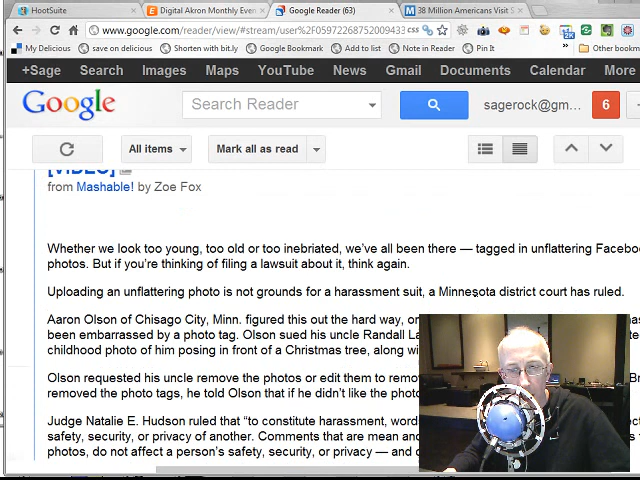 HootSuite
Digital Akron Monthly Even
Google Reader (63)
38 Million Americans Visit S
www.google.com/reader/view/#stream/user%2F05972268752009433
css
My Delicious
save on delicious
Shorten with bit.ly
Google Bookmark
Add to list
Note in Reader
Pin It
»
Other bookm
+Sage
Search
Images
Maps
YouTube
News
Gmail
Documents
Calendar
More
Google
Search Reader
sagerock@gm...
6
All items
Mark all as read
[VIDEO]
from Mashable! by Zoe Fox
Whether we look too young, too old or too inebriated, we've all been there — tagged in unflattering Faceboo
photos. But if you're thinking of filing a lawsuit about it, think again.
Uploading an unflattering photo is not grounds for a harassment suit, a Minnesota district court has ruled.
Aaron Olson of Chisago City, Minn. figured this out the hard way, or
been embarrassed by a photo tag. Olson sued his uncle Randall La
childhood photo of him posing in front of a Christmas tree, along wi
Olson requested his uncle remove the photos or edit them to remo
removed the photo tags, he told Olson that if he didn't like the photo
Judge Natalie E. Hudson ruled that "to constitute harassment, word
safety, security, or privacy of another. Comments that are mean and
photos, do not affect a person's safety, security, or privacy — and c